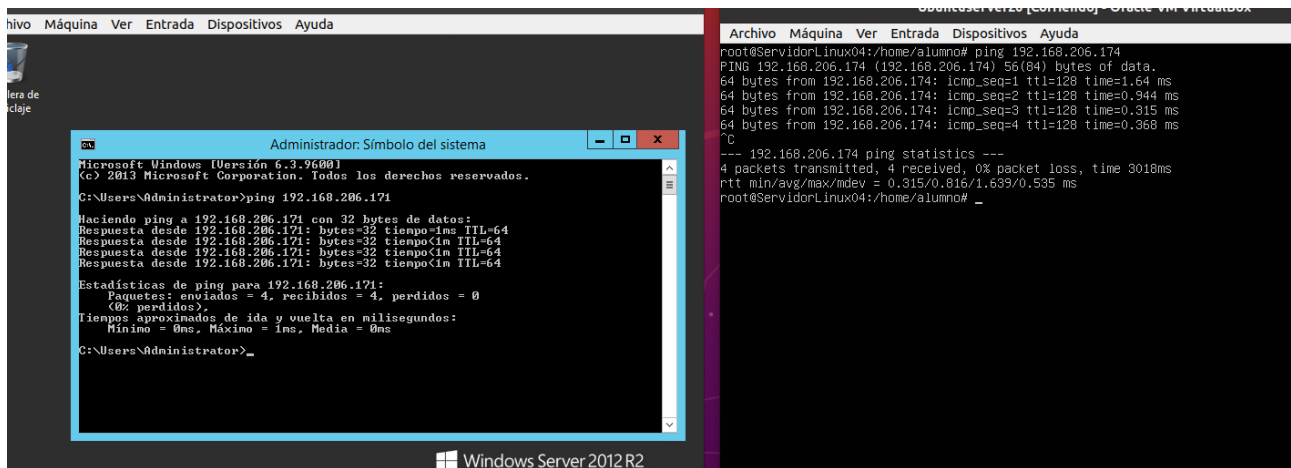 Máquina Ver Entrada Dispositivos Ayuda
Administrador: Símbolo del sistema
Microsoft Windows [Versión 6.3.9600]
(c) 2013 Microsoft Corporation. Todos los derechos reservados.
C:\Users\Administrator>ping 192.168.206.171
Haciendo ping a 192.168.206.171 con 32 bytes de datos:
Respuesta desde 192.168.206.171: bytes=32 tiempo=1ms TTL=64
Respuesta desde 192.168.206.171: bytes=32 tiempo<1m TTL=64
Respuesta desde 192.168.206.171: bytes=32 tiempo<1m TTL=64
Respuesta desde 192.168.206.171: bytes=32 tiempo<1m TTL=64
Estadísticas de ping para 192.168.206.171:
Paquetes: enviados = 4, recibidos = 4, perdidos = 0
(0% perdidos),
Tiempos aproximados de ida y vuelta en milisegundos:
Mínimo = 0ms, Máximo = 1ms, Media = 0ms
C:\Users\Administrator>_
Windows Server 2012 R2
Archivo Máquina Ver Entrada Dispositivos Ayuda
root@ServidorLinux04:/home/alumno# ping 192.168.206.174
PING 192.168.206.174 (192.168.206.174) 56(84) bytes of data.
64 bytes from 192.168.206.174: icmp_seq=1 ttl=128 time=1.64 ms
64 bytes from 192.168.206.174: icmp_seq=2 ttl=128 time=0.944 ms
64 bytes from 192.168.206.174: icmp_seq=3 ttl=128 time=0.315 ms
64 bytes from 192.168.206.174: icmp_seq=4 ttl=128 time=0.368 ms
^C
--- 192.168.206.174 ping statistics ---
4 packets transmitted, 4 received, 0% packet loss, time 3018ms
rtt min/avg/max/mdev = 0.315/0.816/1.639/0.535 ms
root@ServidorLinux04:/home/alumno# _